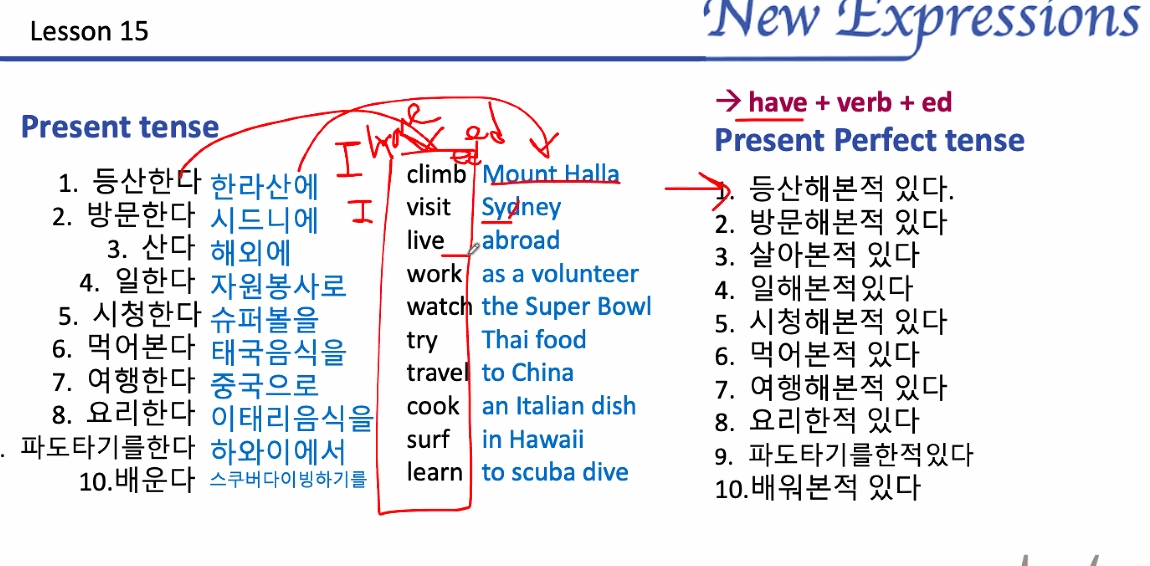 Lesson 15
New Expressions
Present tense
→ have + verb + ed
Present Perfect tense
I have ed
I
1. 등산한다 한라산에 climb Mount Halla
2. 방문한다 시드니에 visit Sydney
3. 산다 해외에 live abroad
4. 일한다 자원봉사로 work as a volunteer
5. 시청한다 슈퍼볼을 watch the Super Bowl
6. 먹어본다 태국음식을 try Thai food
7. 여행한다 중국으로 travel to China
8. 요리한다 이태리음식을 cook an Italian dish
. 파도타기를한다 하와이에서 surf in Hawaii
10.배운다 스쿠버다이빙하기를 learn to scuba dive
1. 등산해본적 있다.
2. 방문해본적 있다
3. 살아본적 있다
4. 일해본적있다
5. 시청해본적 있다
6. 먹어본적 있다
7. 여행해본적 있다
8. 요리한적 있다
9. 파도타기를한적있다
10.배워본적 있다